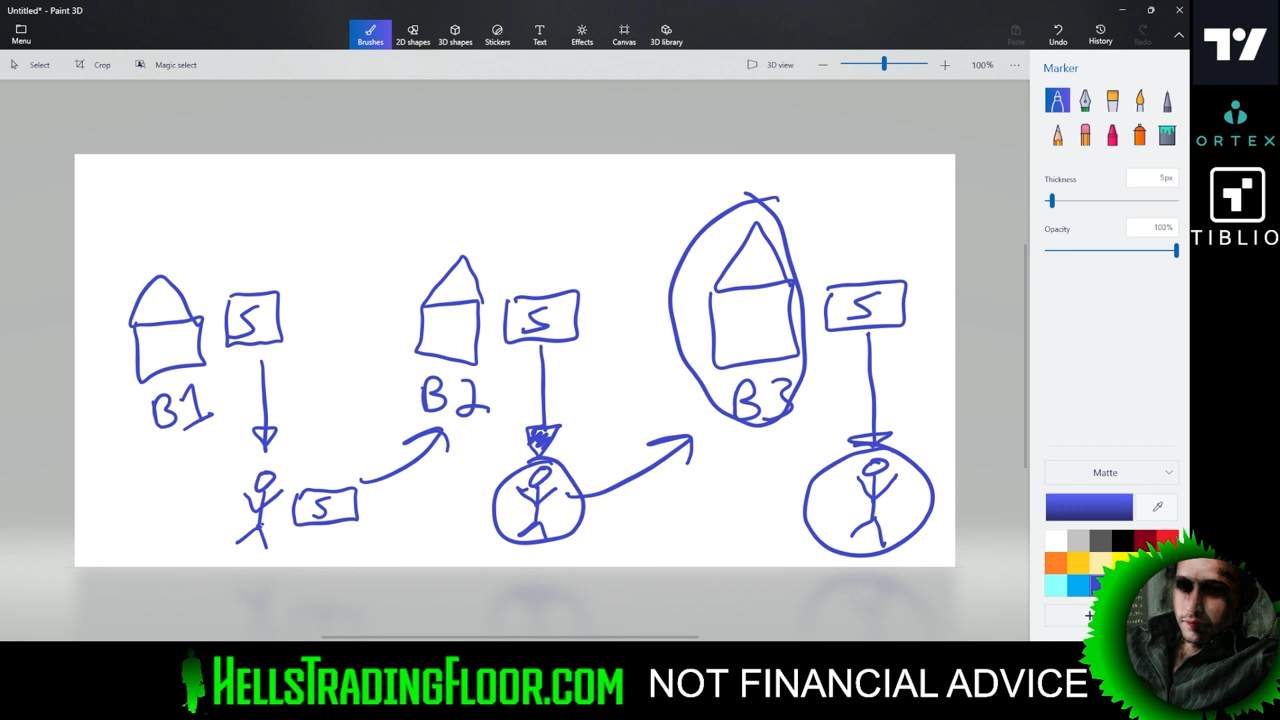 Untitled* - Paint 3D
Menu
Brushes
2D shapes
3D shapes
Stickers
Text
Effects
Canvas
3D library
Paste
Undo
History
Redo
Select
Crop
Magic select
3D view
100%
Marker
Thickness
5px
Opacity
100%
Matte
ORTEX
TIBLIO
S
S
S
B1
B2
B3
S
HELLSTRADINGFLOOR.COM
NOT FINANCIAL ADVICE